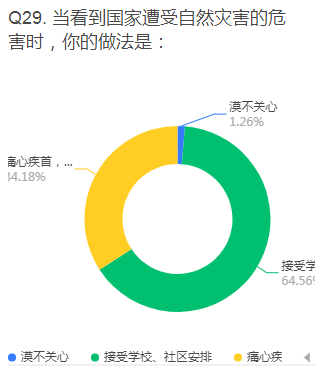 Q29. 当看到国家遭受自然灾害的危
害时，你的做法是：
漠不关心
1.26%
痛心疾首，...
34.18%
接受学
64.56%
漠不关心 接受学校、社区安排 痛心疾